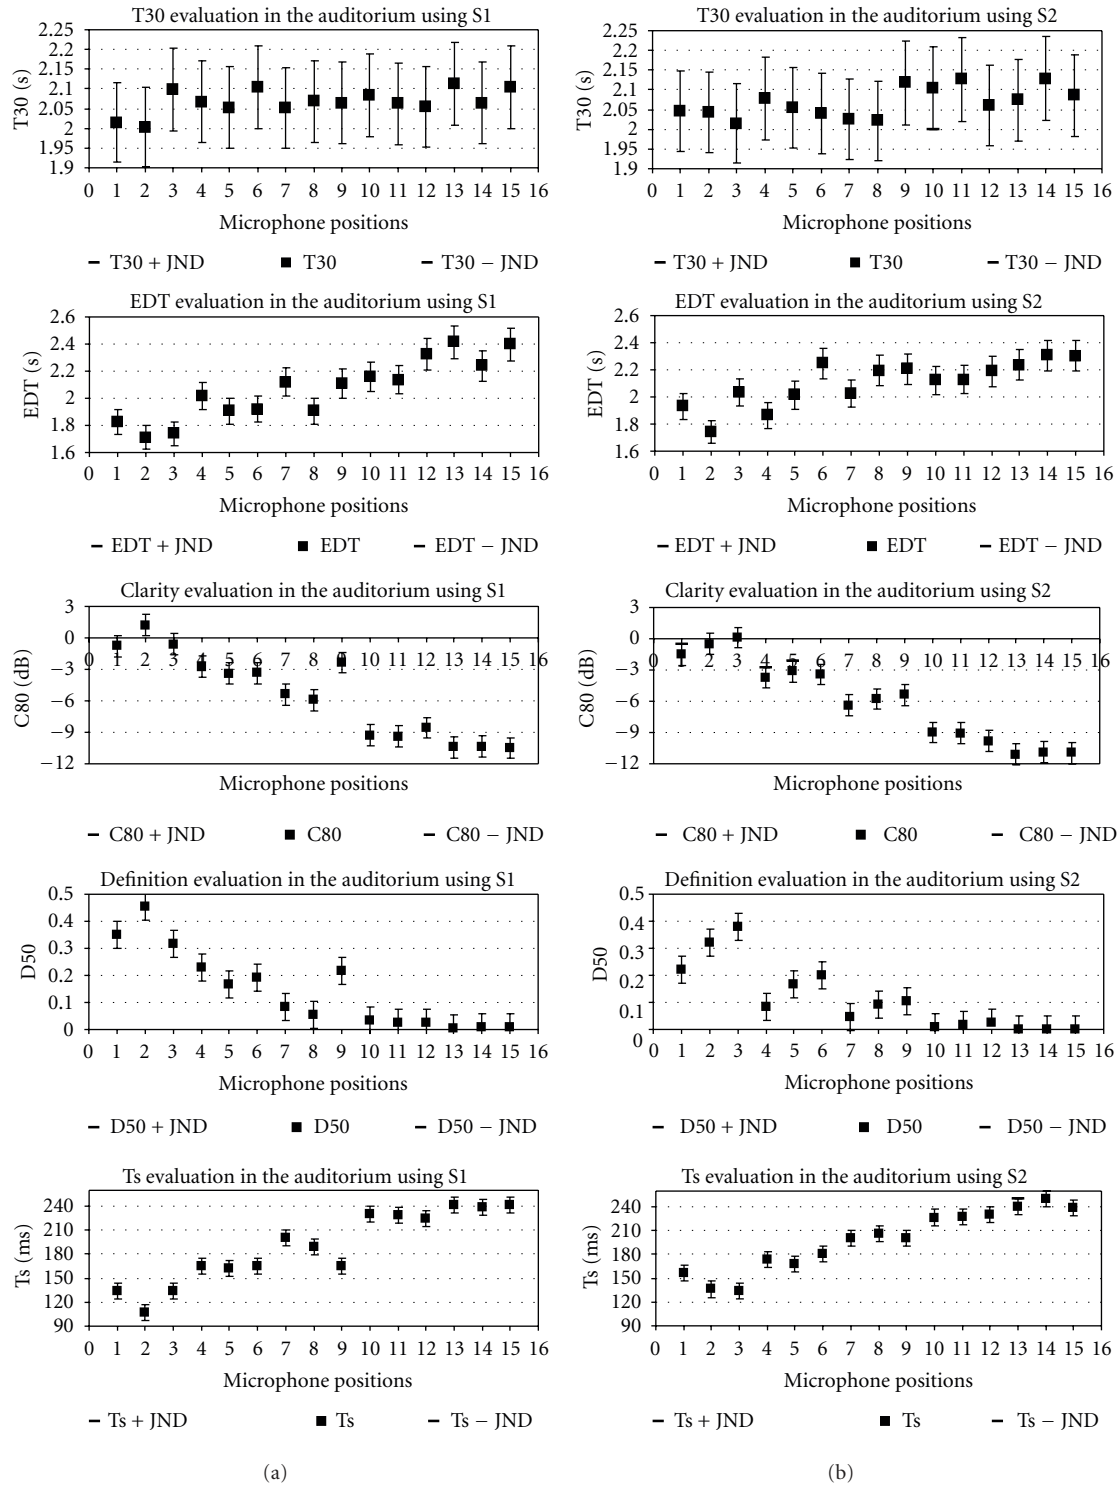 T30 evaluation in the auditorium using S1
2.25
2.2
2.15
2.1
2.05
2
1.95
1.9
T30 (s)
0 1 2 3 4 5 6 7 8 9 10 11 12 13 14 15 16
Microphone positions
− T30 + JND ■ T30 − T30 − JND
EDT evaluation in the auditorium using S1
2.6
2.4
2.2
2
1.8
1.6
EDT (s)
0 1 2 3 4 5 6 7 8 9 10 11 12 13 14 15 16
Microphone positions
− EDT + JND ■ EDT − EDT − JND
Clarity evaluation in the auditorium using S1
3
0
−3
−6
−9
−12
C80 (dB)
0 1 2 3 4 5 6 7 8 9 10 11 12 13 14 15 16
Microphone positions
− C80 + JND ■ C80 − C80 − JND
Definition evaluation in the auditorium using S1
0.5
0.4
0.3
0.2
0.1
0
D50
0 1 2 3 4 5 6 7 8 9 10 11 12 13 14 15 16
Microphone positions
− D50 + JND ■ D50 − D50 − JND
Ts evaluation in the auditorium using S1
240
210
180
150
120
90
Ts (ms)
0 1 2 3 4 5 6 7 8 9 10 11 12 13 14 15 16
Microphone positions
− Ts + JND ■ Ts − Ts − JND
(a)
T30 evaluation in the auditorium using S2
2.25
2.2
2.15
2.1
2.05
2
1.95
1.9
T30 (s)
0 1 2 3 4 5 6 7 8 9 10 11 12 13 14 15 16
Microphone positions
− T30 + JND ■ T30 − T30 − JND
EDT evaluation in the auditorium using S2
2.6
2.4
2.2
2
1.8
1.6
EDT (s)
0 1 2 3 4 5 6 7 8 9 10 11 12 13 14 15 16
Microphone positions
− EDT + JND ■ EDT − EDT − JND
Clarity evaluation in the auditorium using S2
3
0
−3
−6
−9
−12
C80 (dB)
0 1 2 3 4 5 6 7 8 9 10 11 12 13 14 15 16
Microphone positions
− C80 + JND ■ C80 − C80 − JND
Definition evaluation in the auditorium using S2
0.5
0.4
0.3
0.2
0.1
0
D50
0 1 2 3 4 5 6 7 8 9 10 11 12 13 14 15 16
Microphone positions
− D50 + JND ■ D50 − D50 − JND
Ts evaluation in the auditorium using S2
240
210
180
150
120
90
Ts (ms)
0 1 2 3 4 5 6 7 8 9 10 11 12 13 14 15 16
Microphone positions
− Ts + JND ■ Ts − Ts − JND
(b)